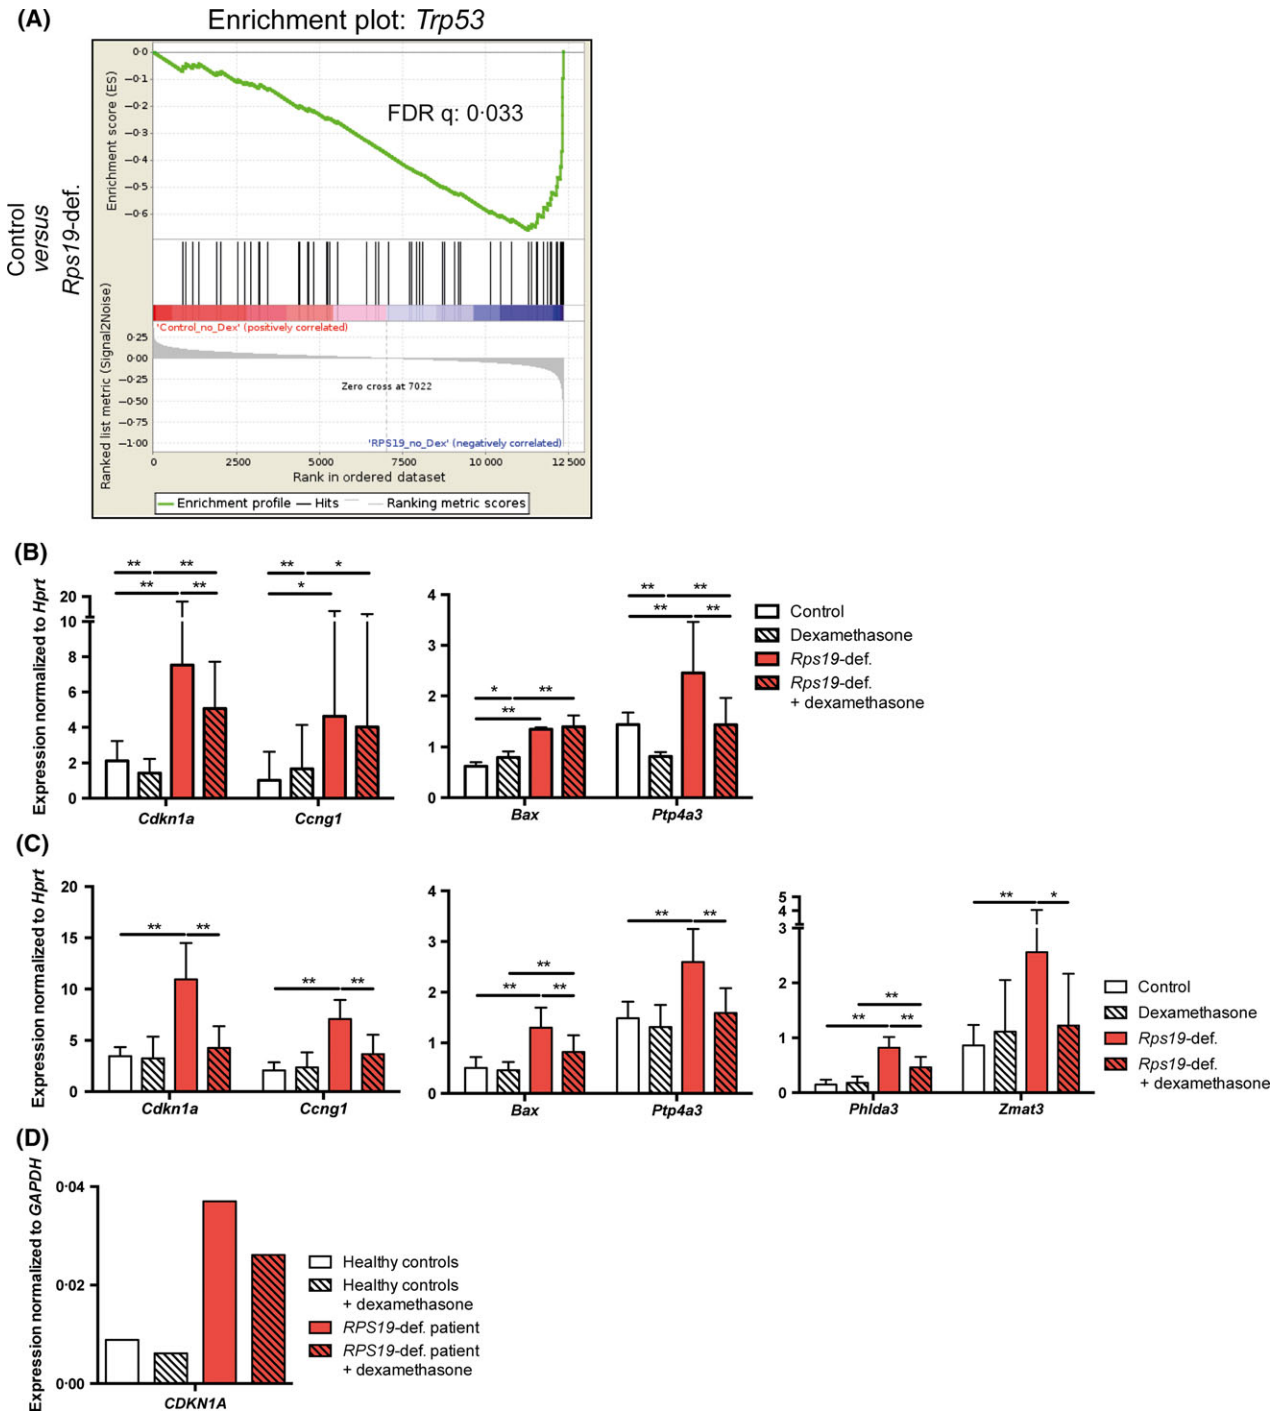 (A)
Enrichment plot: Trp53
Control
versus
Rps19-def.
Enrichment score (ES)
0·0
−0·1
−0·2
−0·3
−0·4
−0·5
−0·6
FDR q: 0·033
'Control_no_Dex' (positively correlated)
Ranked list metric (Signal2Noise)
0·25
0·00
−0·25
−0·50
−0·75
−1·00
Zero cross at 7022
'RPS19_no_Dex' (negatively correlated)
0 2500 5000 7500 10 000 12 500
Rank in ordered dataset
Enrichment profile Hits Ranking metric scores
(B)
Expression normalized to Hprt
20
10
8
6
4
2
0
** **
** **
** *
*
Cdkn1a Ccng1
4
3
2
1
0
* **
**
** **
** **
Bax Ptp4a3
Control
Dexamethasone
Rps19-def.
Rps19-def.
+ dexamethasone
(C)
Expression normalized to Hprt
20
15
10
5
0
** **
** **
Cdkn1a Ccng1
4
3
2
1
0
**
** **
** **
Bax Ptp4a3
5
4
3
2
1
0
**
** **
** *
Phlda3 Zmat3
Control
Dexamethasone
Rps19-def.
Rps19-def.
+ dexamethasone
(D)
Expression normalized to GAPDH
0·04
0·02
0·00
CDKN1A
Healthy controls
Healthy controls
+ dexamethasone
RPS19-def. patient
RPS19-def. patient
+ dexamethasone